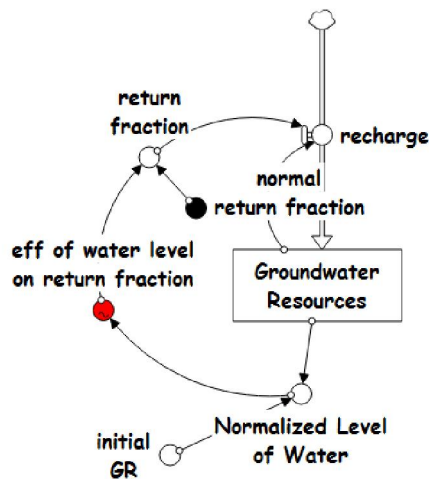 return
fraction
recharge
normal
return fraction
eff of water level
on return fraction
Groundwater
Resources
Normalized Level
of Water
initial
GR